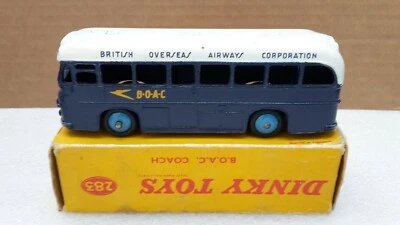 BRITISH OVERSEAS AIRWAYS CORPORATION
B·O·A·C
B.O.A.C. COACH
DINKY TOYS
283